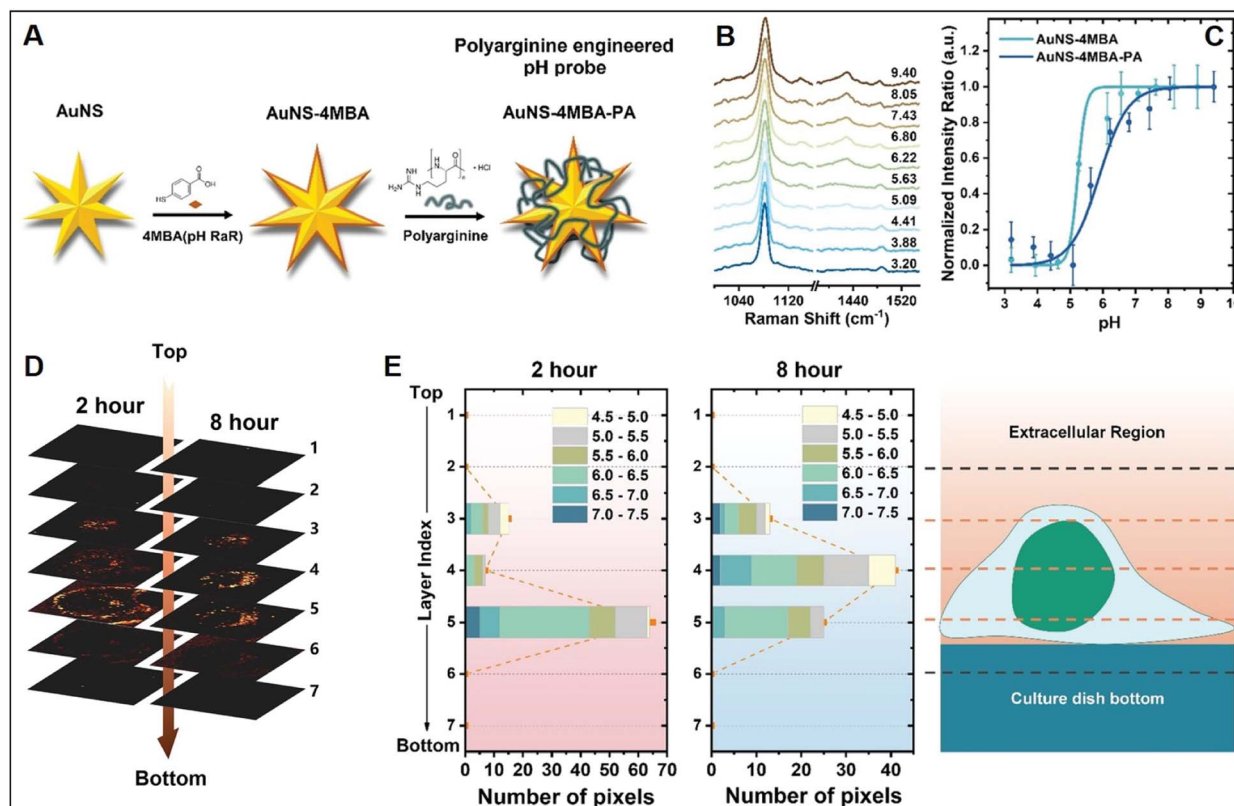 A
AuNS
HS
O
OH
4MBA(pH RaR)
AuNS-4MBA
H2N
NH
N
H
H
N
O
n
• HCl
Polyarginine
Polyarginine engineered
pH probe
AuNS-4MBA-PA
B
9.40
8.05
7.43
6.80
6.22
5.63
5.09
4.41
3.88
3.20
1040 1120 1440 1520
Raman Shift (cm-1)
C
AuNS-4MBA
AuNS-4MBA-PA
Normalized Intensity Ratio (a.u.)
1.2
1.0
0.8
0.6
0.4
0.2
0.0
3 4 5 6 7 8 9 10
pH
D
Top
2 hour
8 hour
1
2
3
4
5
6
7
Bottom
E
2 hour
Top
Layer Index
Bottom
1
2
3
4
5
6
7
4.5 - 5.0
5.0 - 5.5
5.5 - 6.0
6.0 - 6.5
6.5 - 7.0
7.0 - 7.5
0 10 20 30 40 50 60 70
Number of pixels
8 hour
1
2
3
4
5
6
7
4.5 - 5.0
5.0 - 5.5
5.5 - 6.0
6.0 - 6.5
6.5 - 7.0
7.0 - 7.5
0 10 20 30 40
Number of pixels
Extracellular Region
Culture dish bottom